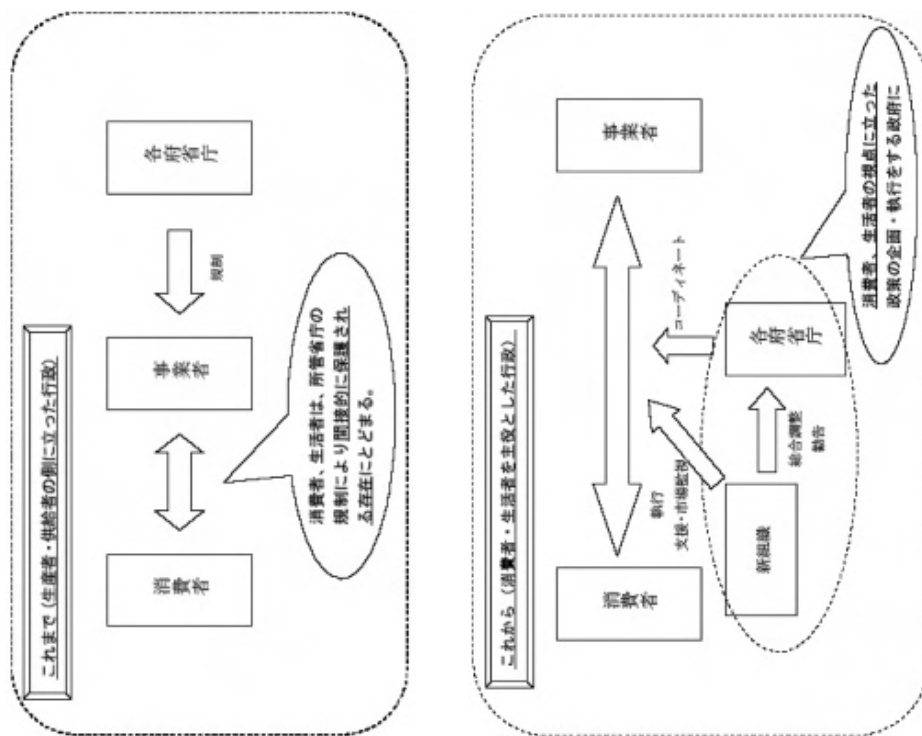 これまで（生産者・供給者の側に立った行政）
消費者
事業者
各府省庁
規制
消費者、生活者は、所管省庁の
規制により間接的に保護され
る存在にとどまる。
これから（消費者・生活者を主役とした行政）
消費者
事業者
執行
支援・市場監視
コーディネート
新組織
総合調整
勧告
各府省庁
消費者、生活者の視点に立った
政策の企画・執行をする政府に